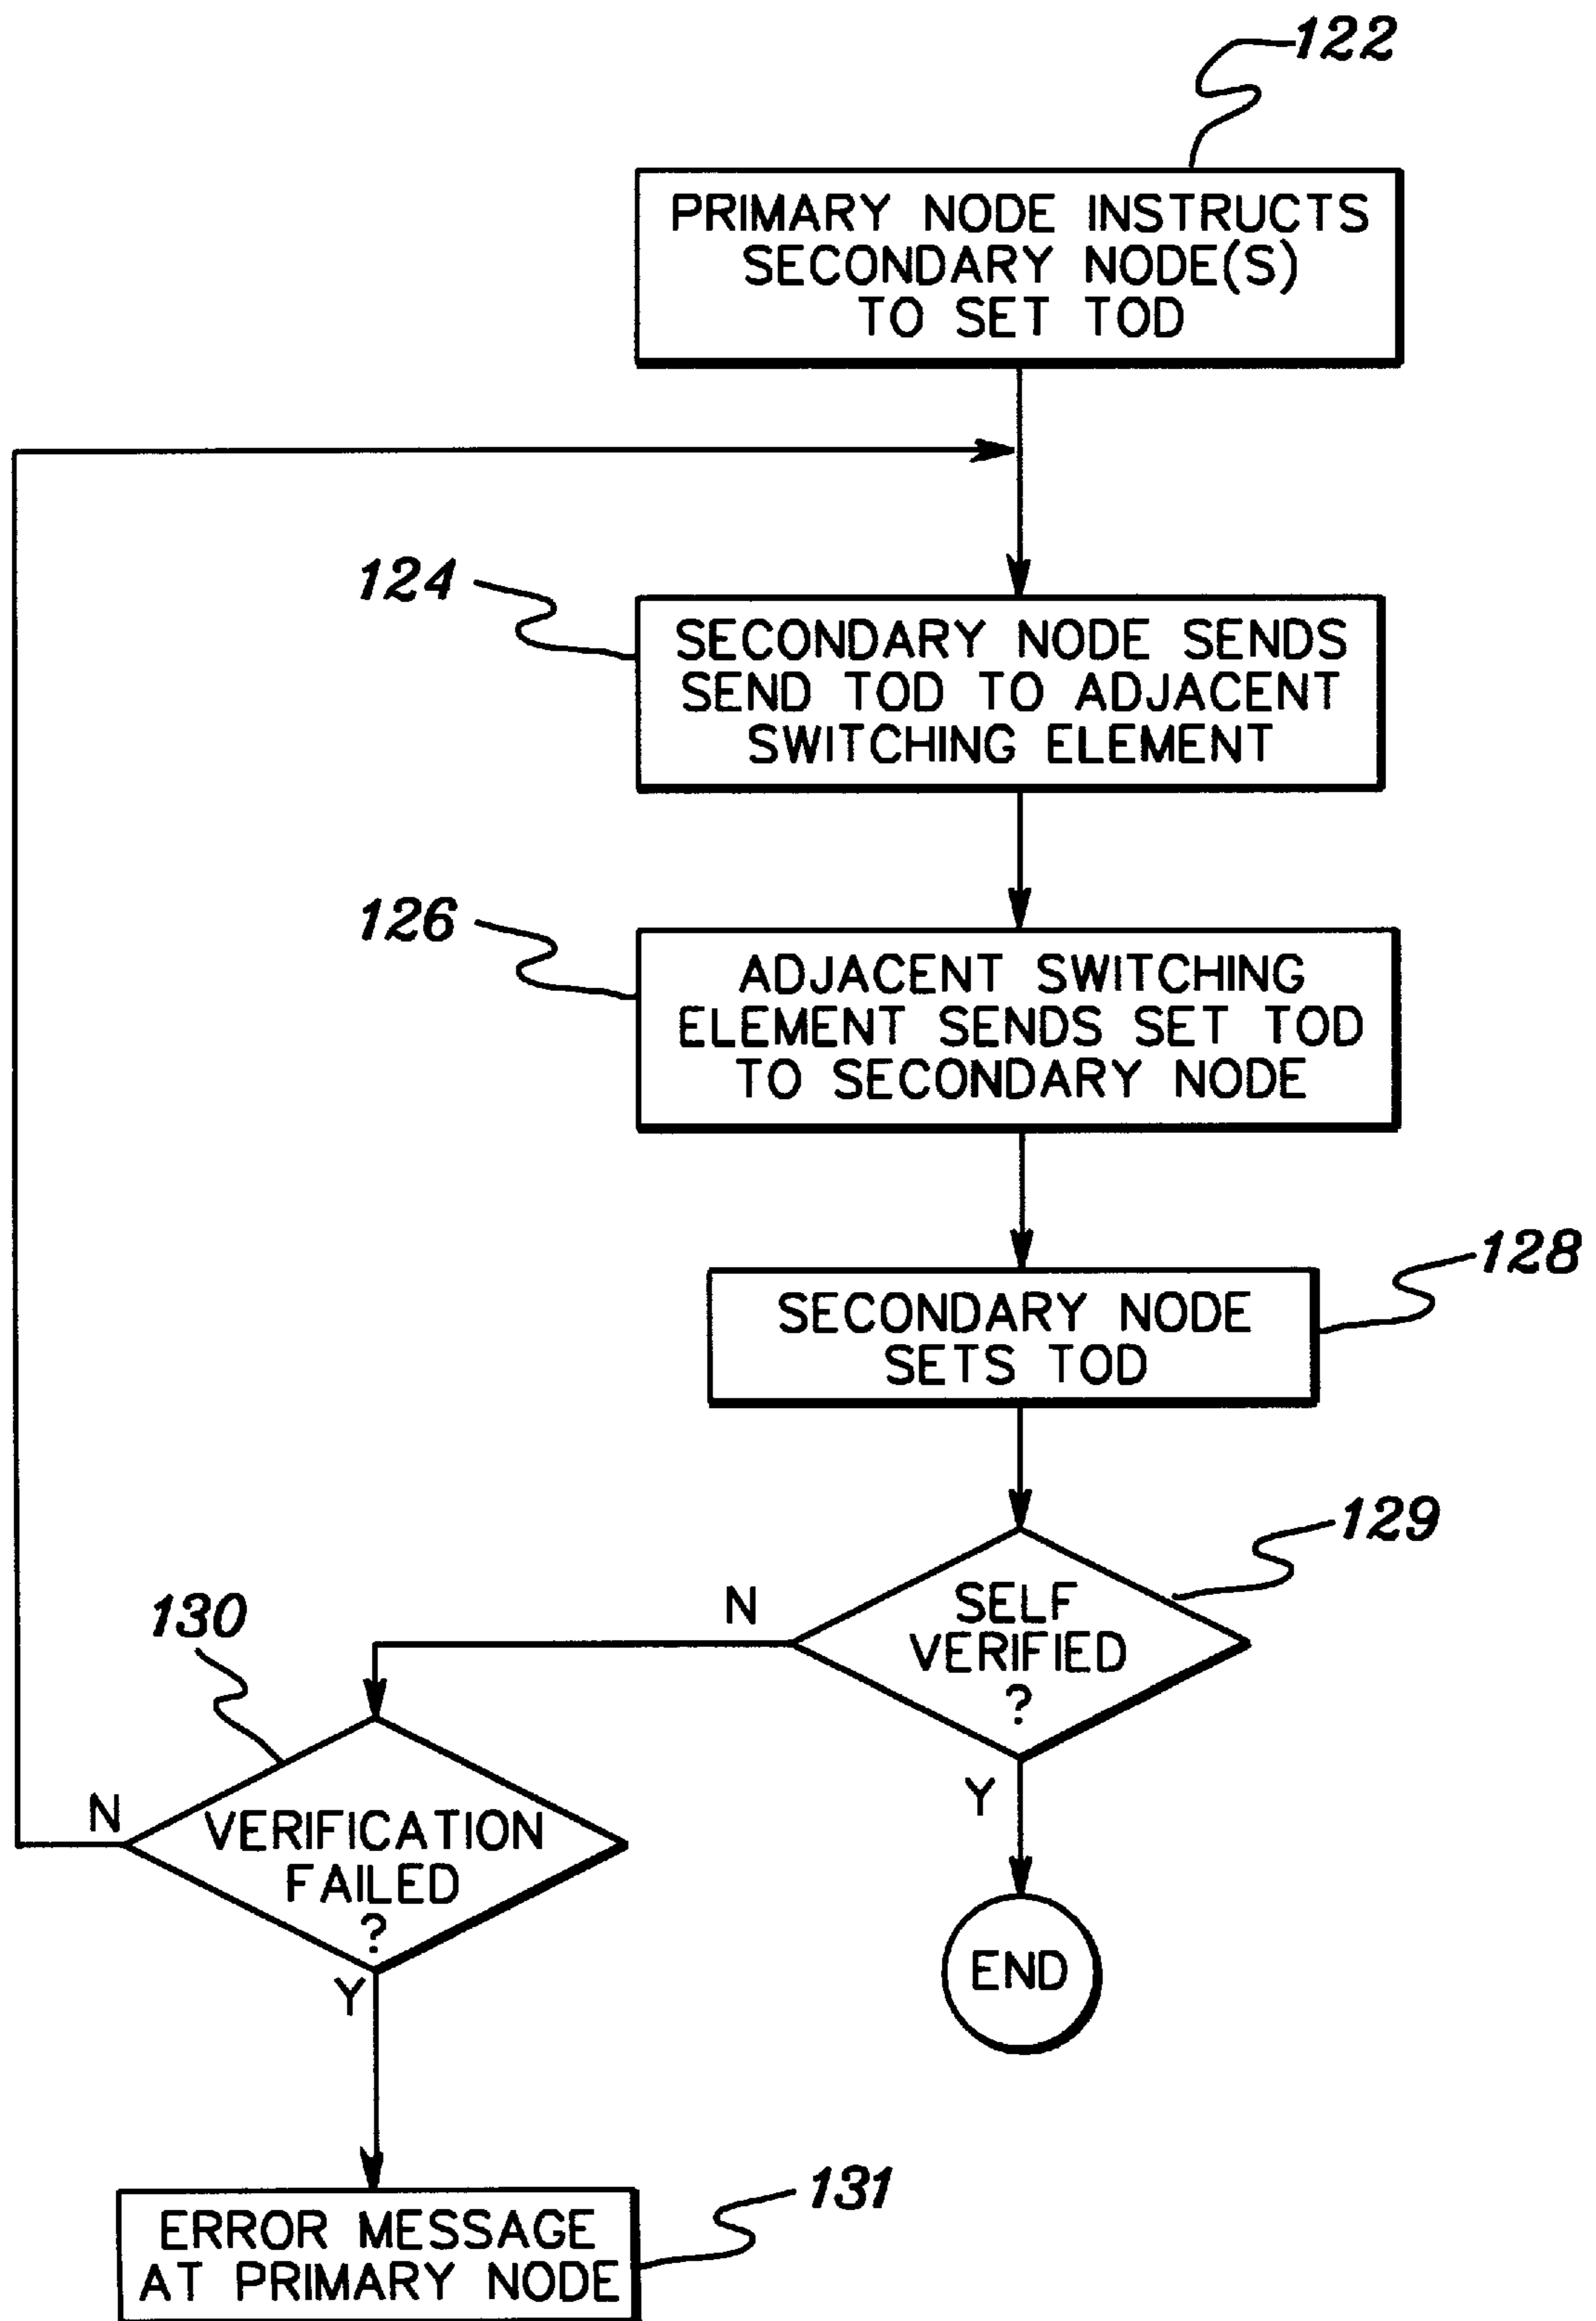 122
PRIMARY NODE INSTRUCTS
SECONDARY NODE(S)
TO SET TOD
124
SECONDARY NODE SENDS
SEND TOD TO ADJACENT
SWITCHING ELEMENT
126
ADJACENT SWITCHING
ELEMENT SENDS SET TOD
TO SECONDARY NODE
128
SECONDARY NODE
SETS TOD
129
SELF
VERIFIED
?
N
Y
END
130
VERIFICATION
FAILED
?
N
Y
131
ERROR MESSAGE
AT PRIMARY NODE